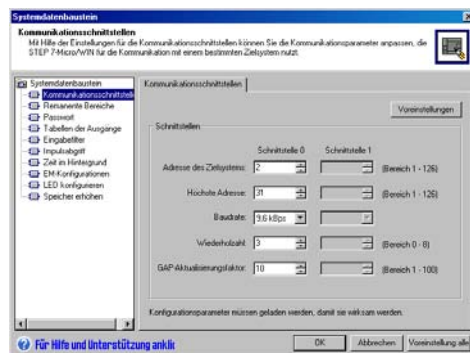 Systemdatenbaustein
Kommunikationsschnittstellen
Mit Hilfe der Einstellungen für die Kommunikationsschnittstellen können Sie die Kommunikationsparameter anpassen, die
STEP 7-Micro/WIN für die Kommunikation mit einem bestimmten Zielsystem nutzt.
Systemdatenbaustein
Kommunikationsschnittstelle
Remanente Bereiche
Passwort
Tabellen der Ausgänge
Eingabefilter
Impulsabgriff
Zeit im Hintergrund
EM-Konfigurationen
LED konfigurieren
Speicher erhöhen
Kommunikationsschnittstellen
Voreinstellungen
Schnittstellen
Schnittstelle 0 Schnittstelle 1
Adresse des Zielsystems: 2 (Bereich 1 - 126)
Höchste Adresse: 31 (Bereich 1 - 126)
Baudrate: 9,6 kBps
Wiederholzahl: 3 (Bereich 0 - 8)
GAP-Aktualisierungsfaktor: 10 (Bereich 1 - 100)
Konfigurationsparameter müssen geladen werden, damit sie wirksam werden.
Für Hilfe und Unterstützung anklic
OK Abbrechen Voreinstellung alle